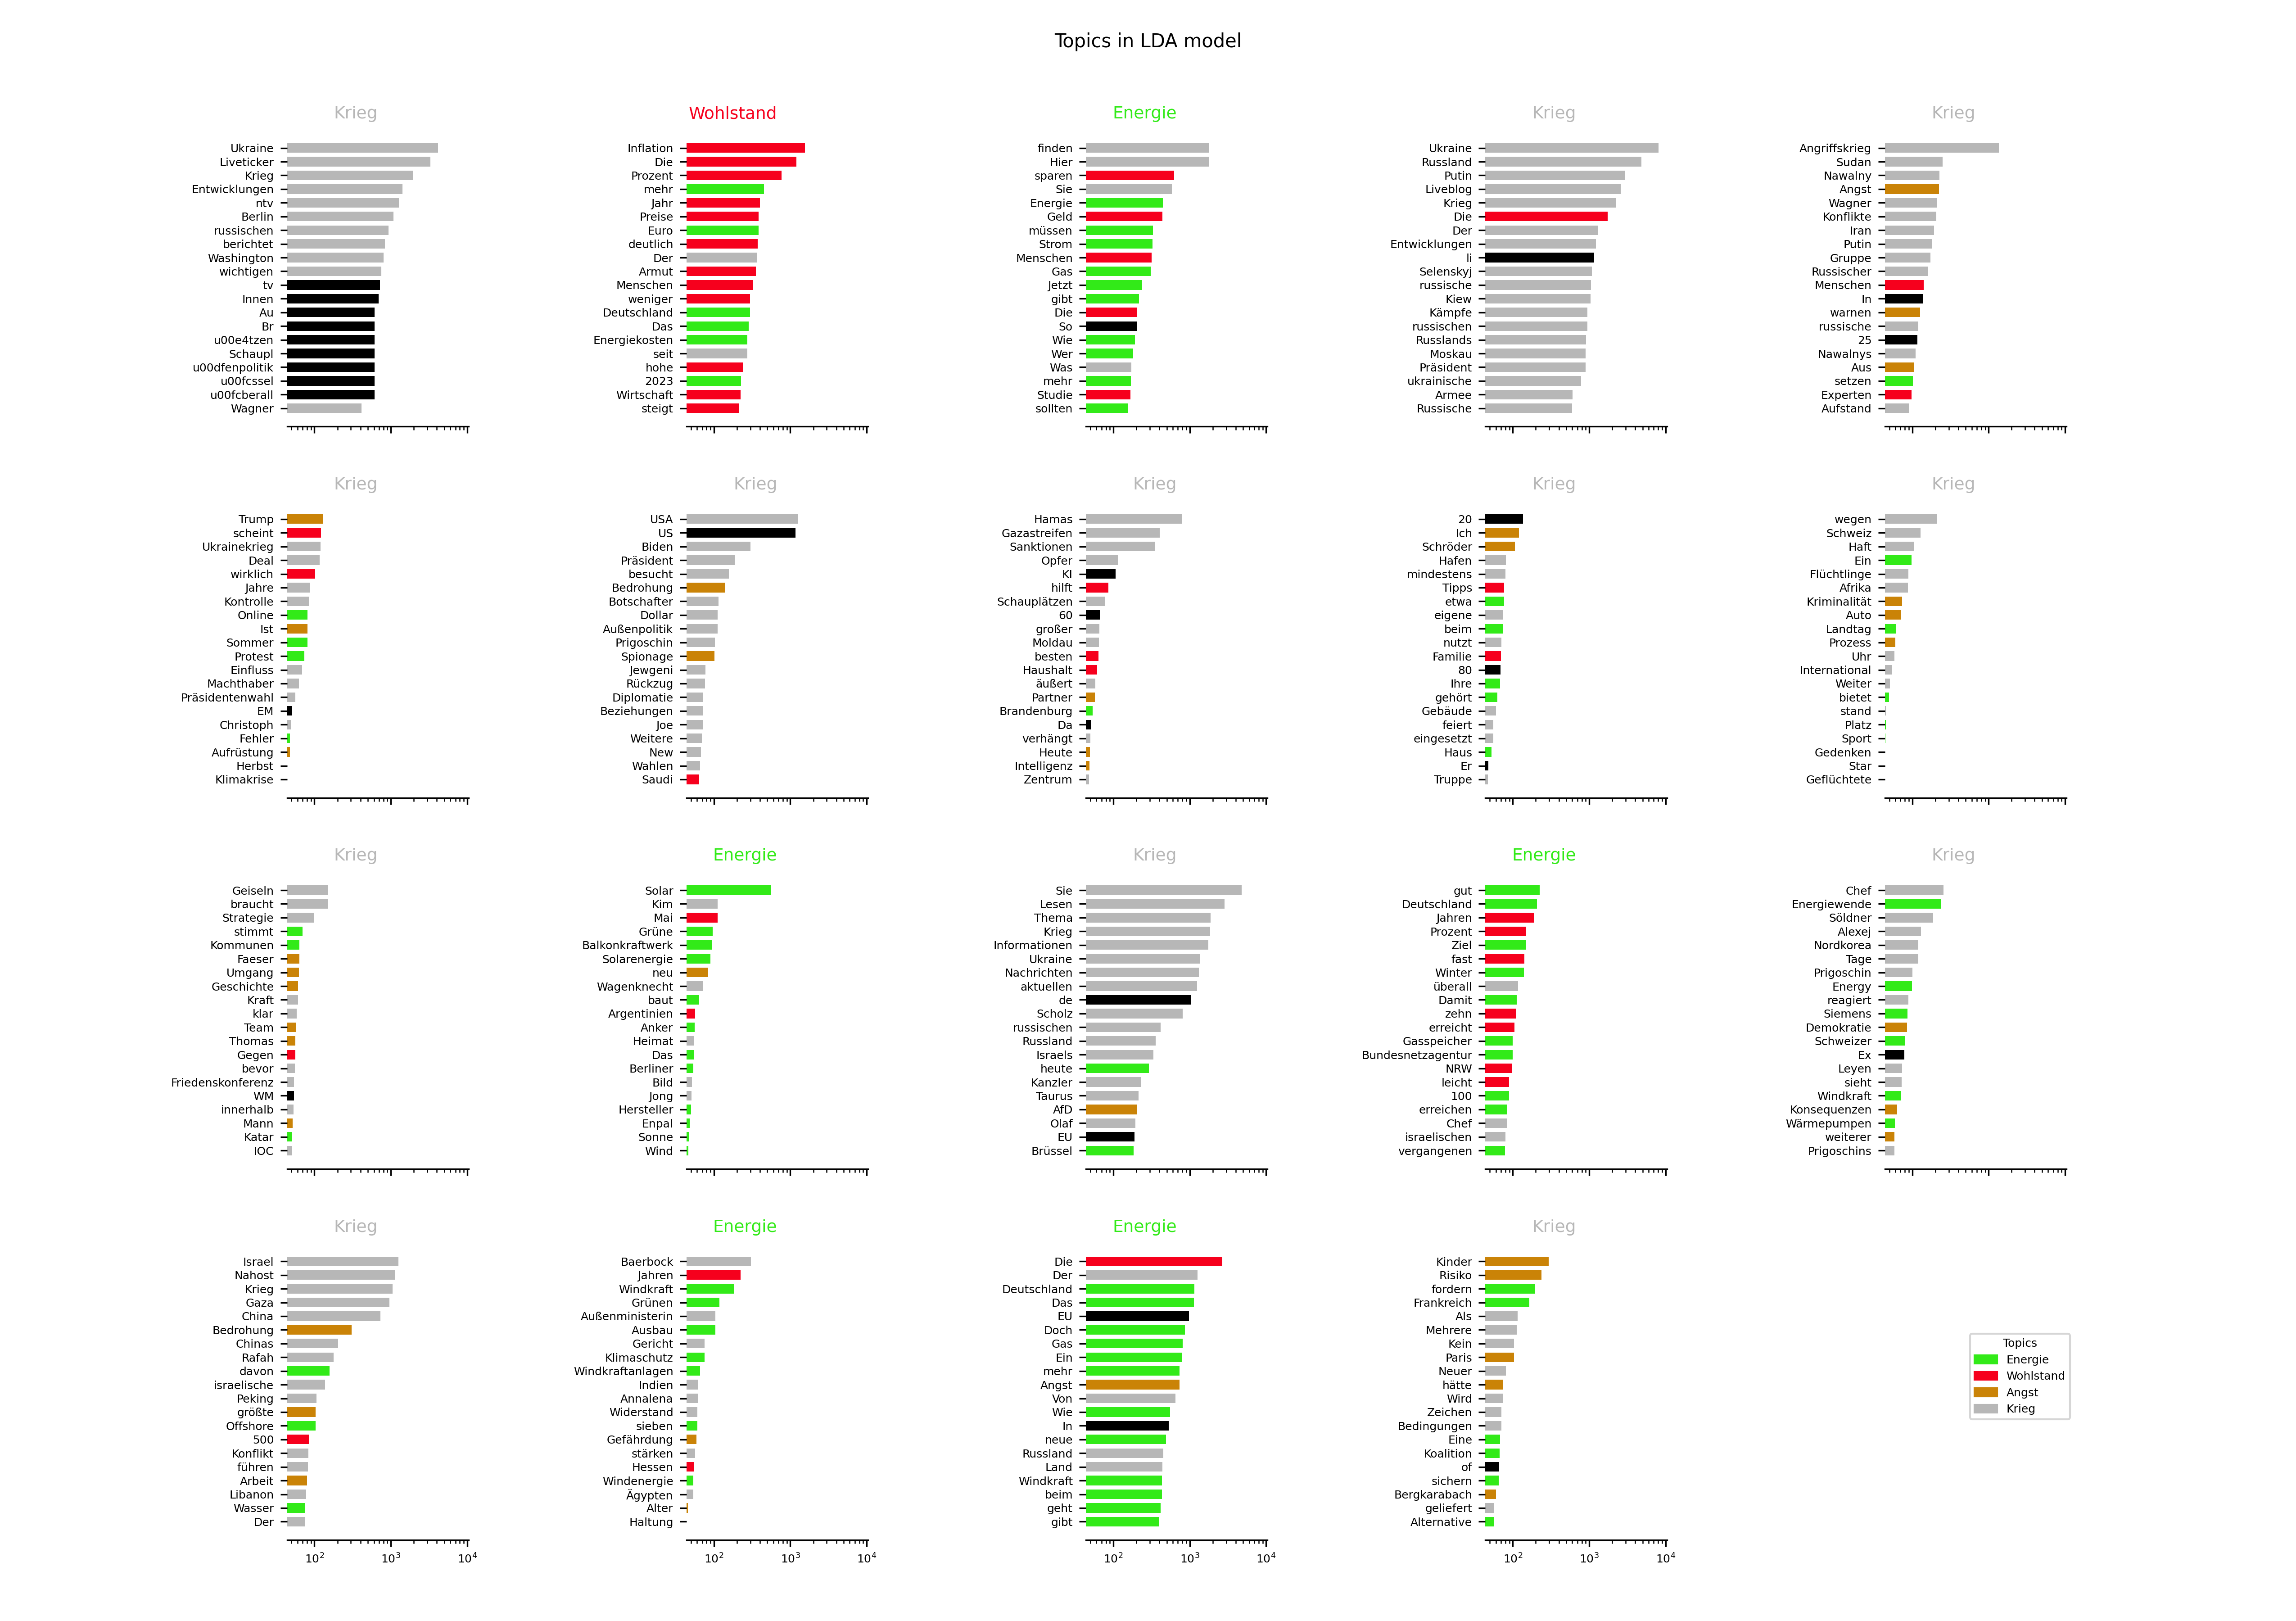 Topics in LDA model
Krieg
Ukraine
Liveticker
Krieg
Entwicklungen
ntv
Berlin
russischen
berichtet
Washington
wichtigen
tv
Innen
Au
Br
u00e4tzen
Schaupl
u00dfenpolitik
u00fcssel
u00fcberall
Wagner
Wohlstand
Inflation
Die
Prozent
mehr
Jahr
Preise
Euro
deutlich
Der
Armut
Menschen
weniger
Deutschland
Das
Energiekosten
seit
hohe
2023
Wirtschaft
steigt
Energie
finden
Hier
sparen
Sie
Energie
Geld
müssen
Strom
Menschen
Gas
Jetzt
gibt
Die
So
Wie
Wer
Was
mehr
Studie
sollten
Krieg
Ukraine
Russland
Putin
Liveblog
Krieg
Die
Der
Entwicklungen
li
Selenskyj
russische
Kiew
Kämpfe
russischen
Russlands
Moskau
Präsident
ukrainische
Armee
Russische
Krieg
Angriffskrieg
Sudan
Nawalny
Angst
Wagner
Konflikte
Iran
Putin
Gruppe
Russischer
Menschen
In
warnen
russische
25
Nawalnys
Aus
setzen
Experten
Aufstand
Krieg
Trump
scheint
Ukrainekrieg
Deal
wirklich
Jahre
Kontrolle
Online
Ist
Sommer
Protest
Einfluss
Machthaber
Präsidentenwahl
EM
Christoph
Fehler
Aufrüstung
Herbst
Klimakrise
Krieg
USA
US
Biden
Präsident
besucht
Bedrohung
Botschafter
Dollar
Außenpolitik
Prigoschin
Spionage
Jewgeni
Rückzug
Diplomatie
Beziehungen
Joe
Weitere
New
Wahlen
Saudi
Krieg
Hamas
Gazastreifen
Sanktionen
Opfer
KI
hilft
Schauplätzen
60
großer
Moldau
besten
Haushalt
äußert
Partner
Brandenburg
Da
verhängt
Heute
Intelligenz
Zentrum
Krieg
20
Ich
Schröder
Hafen
mindestens
Tipps
etwa
eigene
beim
nutzt
Familie
80
Ihre
gehört
Gebäude
feiert
eingesetzt
Haus
Er
Truppe
Krieg
wegen
Schweiz
Haft
Ein
Flüchtlinge
Afrika
Kriminalität
Auto
Landtag
Prozess
Uhr
International
Weiter
bietet
stand
Platz
Sport
Gedenken
Star
Geflüchtete
Krieg
Geiseln
braucht
Strategie
stimmt
Kommunen
Faeser
Umgang
Geschichte
Kraft
klar
Team
Thomas
Gegen
bevor
Friedenskonferenz
WM
innerhalb
Mann
Katar
IOC
Energie
Solar
Kim
Mai
Grüne
Balkonkraftwerk
Solarenergie
neu
Wagenknecht
baut
Argentinien
Anker
Heimat
Das
Berliner
Bild
Jong
Hersteller
Enpal
Sonne
Wind
Krieg
Sie
Lesen
Thema
Krieg
Informationen
Ukraine
Nachrichten
aktuellen
de
Scholz
russischen
Russland
Israels
heute
Kanzler
Taurus
AfD
Olaf
EU
Brüssel
Energie
gut
Deutschland
Jahren
Prozent
Ziel
fast
Winter
überall
Damit
zehn
erreicht
Gasspeicher
Bundesnetzagentur
NRW
leicht
100
erreichen
Chef
israelischen
vergangenen
Krieg
Chef
Energiewende
Söldner
Alexej
Nordkorea
Tage
Prigoschin
Energy
reagiert
Siemens
Demokratie
Schweizer
Ex
Leyen
sieht
Windkraft
Konsequenzen
Wärmepumpen
weiterer
Prigoschins
Krieg
Israel
Nahost
Krieg
Gaza
China
Bedrohung
Chinas
Rafah
davon
israelische
Peking
größte
Offshore
500
Konflikt
führen
Arbeit
Libanon
Wasser
Der
10² 10³ 10⁴
Energie
Baerbock
Jahren
Windkraft
Grünen
Außenministerin
Ausbau
Gericht
Klimaschutz
Windkraftanlagen
Indien
Annalena
Widerstand
sieben
Gefährdung
stärken
Hessen
Windenergie
Ägypten
Alter
Haltung
10² 10³ 10⁴
Energie
Die
Der
Deutschland
Das
EU
Doch
Gas
Ein
mehr
Angst
Von
Wie
In
neue
Russland
Land
Windkraft
beim
geht
gibt
10² 10³ 10⁴
Krieg
Kinder
Risiko
fordern
Frankreich
Als
Mehrere
Kein
Paris
Neuer
hätte
Wird
Zeichen
Bedingungen
Eine
Koalition
of
sichern
Bergkarabach
geliefert
Alternative
10² 10³ 10⁴
Topics
Energie
Wohlstand
Angst
Krieg